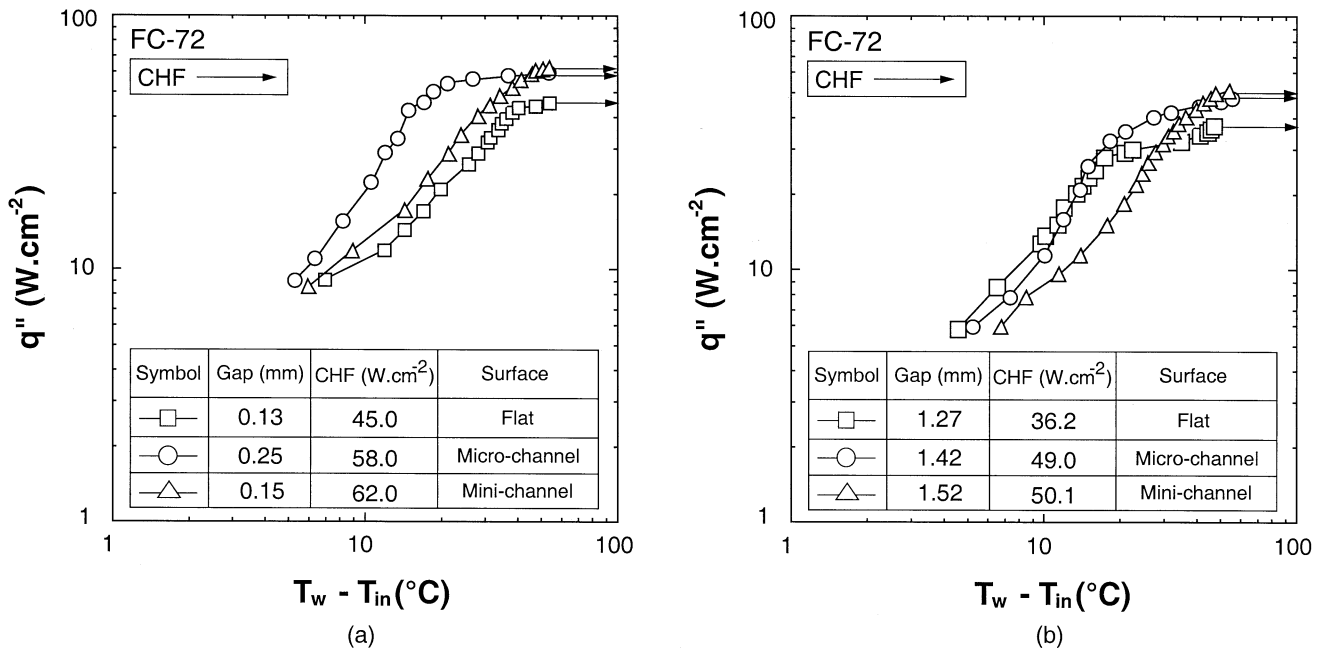 100
FC-72
CHF
10
1
q" (W.cm-2)
Symbol Gap (mm) CHF (W.cm-2) Surface
0.13 45.0 Flat
0.25 58.0 Micro-channel
0.15 62.0 Mini-channel
1 10 100
Tw - Tin (°C)
(a)
100
FC-72
CHF
10
1
q" (W.cm-2)
Symbol Gap (mm) CHF (W.cm-2) Surface
1.27 36.2 Flat
1.42 49.0 Micro-channel
1.52 50.1 Mini-channel
1 10 100
Tw - Tin (°C)
(b)